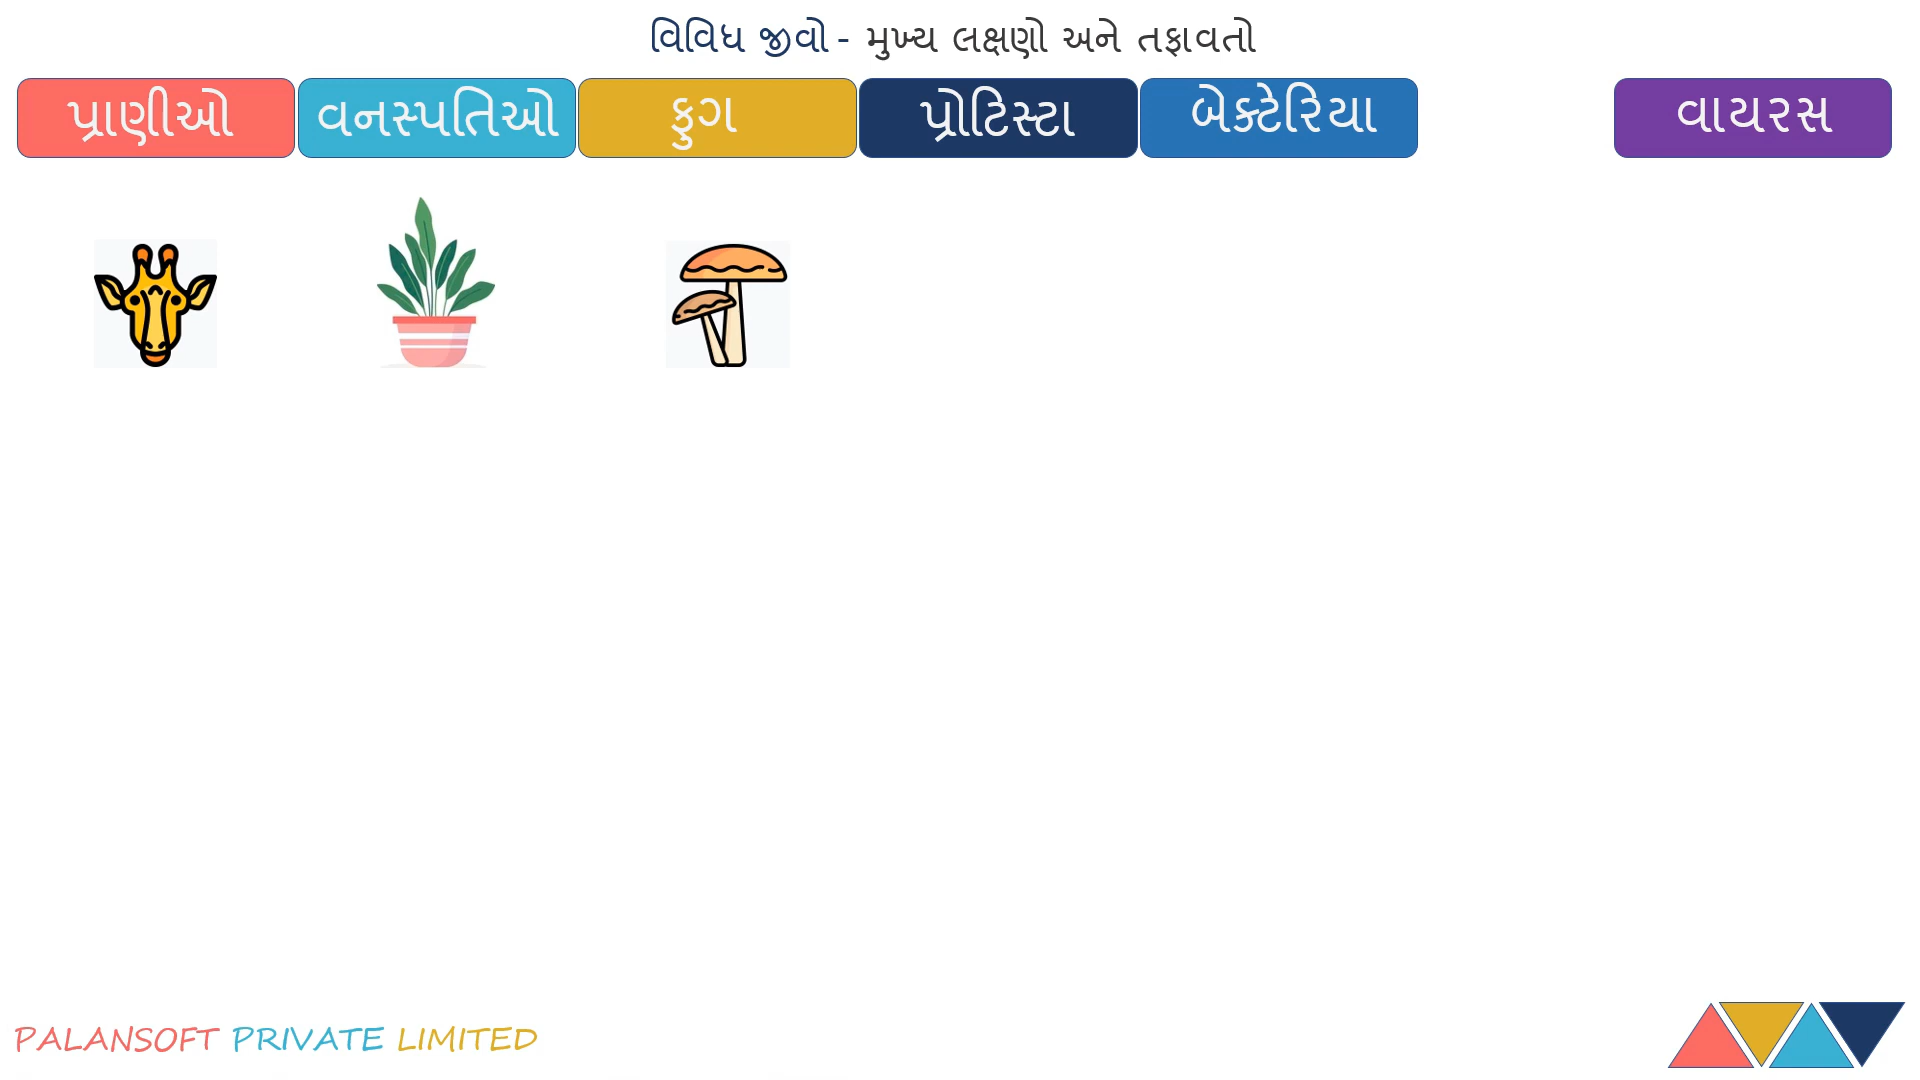 વિવિધ જીવો - મુખ્ય લક્ષણો અને તફાવતો
પ્રાણીઓ વનસ્પતિઓ ફુગ પ્રોટિસ્ટા બેક્ટેરિયા વાયરસ
PALANSOFT PRIVATE LIMITED